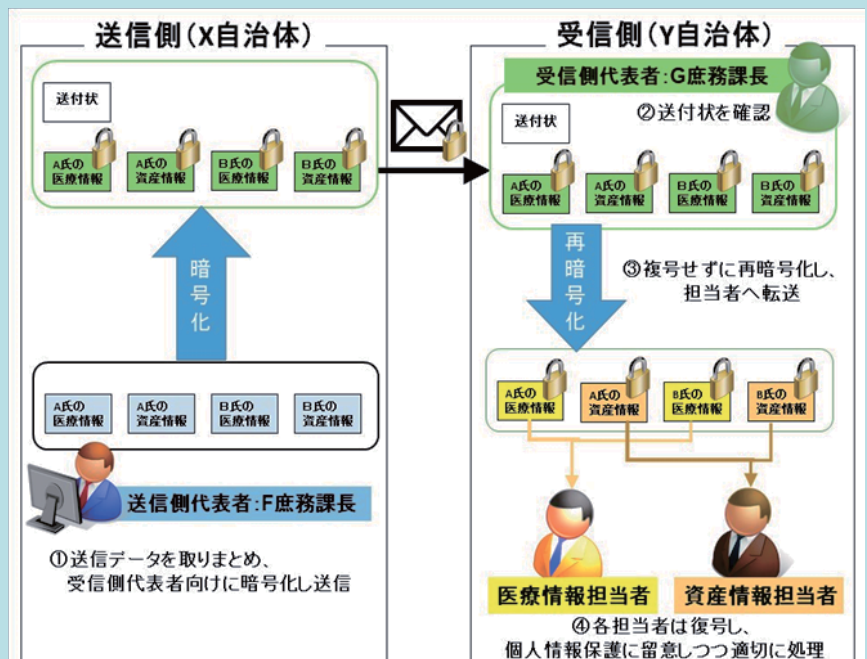 送信側(X自治体)
送付状
A氏の
医療情報
A氏の
資産情報
B氏の
医療情報
B氏の
資産情報
暗号化
A氏の
医療情報
A氏の
資産情報
B氏の
医療情報
B氏の
資産情報
送信側代表者:F庶務課長
①送信データを取りまとめ、
受信側代表者向けに暗号化し送信
受信側(Y自治体)
受信側代表者:G庶務課長
②送付状を確認
送付状
A氏の
医療情報
A氏の
資産情報
B氏の
医療情報
B氏の
資産情報
再暗号化
③複号せずに再暗号化し、
担当者へ転送
A氏の
医療情報
A氏の
資産情報
B氏の
医療情報
B氏の
資産情報
医療情報担当者
資産情報担当者
④各担当者は復号し、
個人情報保護に留意しつつ適切に処理